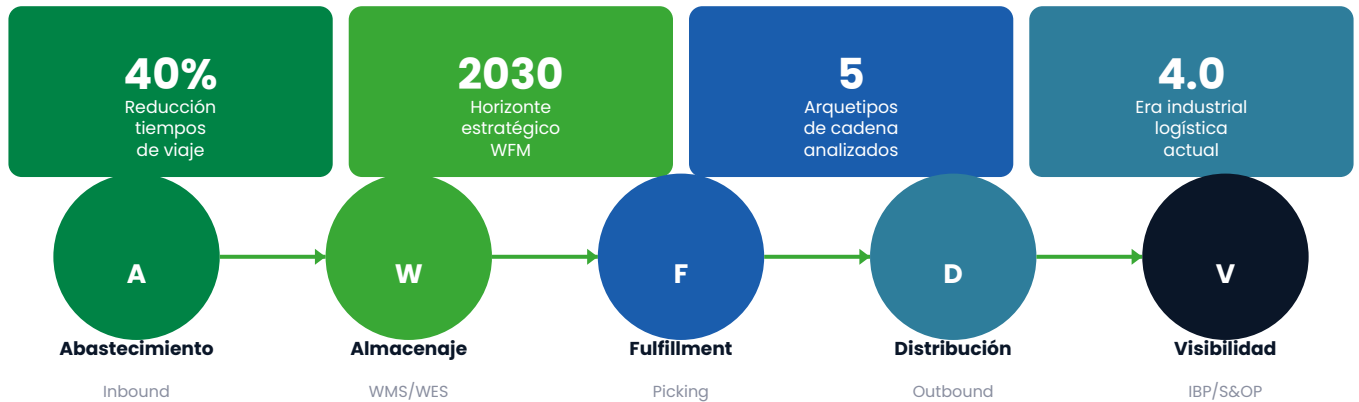 40%
Reducción
tiempos
de viaje
2030
Horizonte
estratégico
WFM
5
Arquetipos
de cadena
analizados
4.0
Era industrial
logística
actual
A
W
F
D
V
Abastecimiento
Almacenaje
Fulfillment
Distribución
Visibilidad
Inbound
WMS/WES
Picking
Outbound
IBP/S&OP